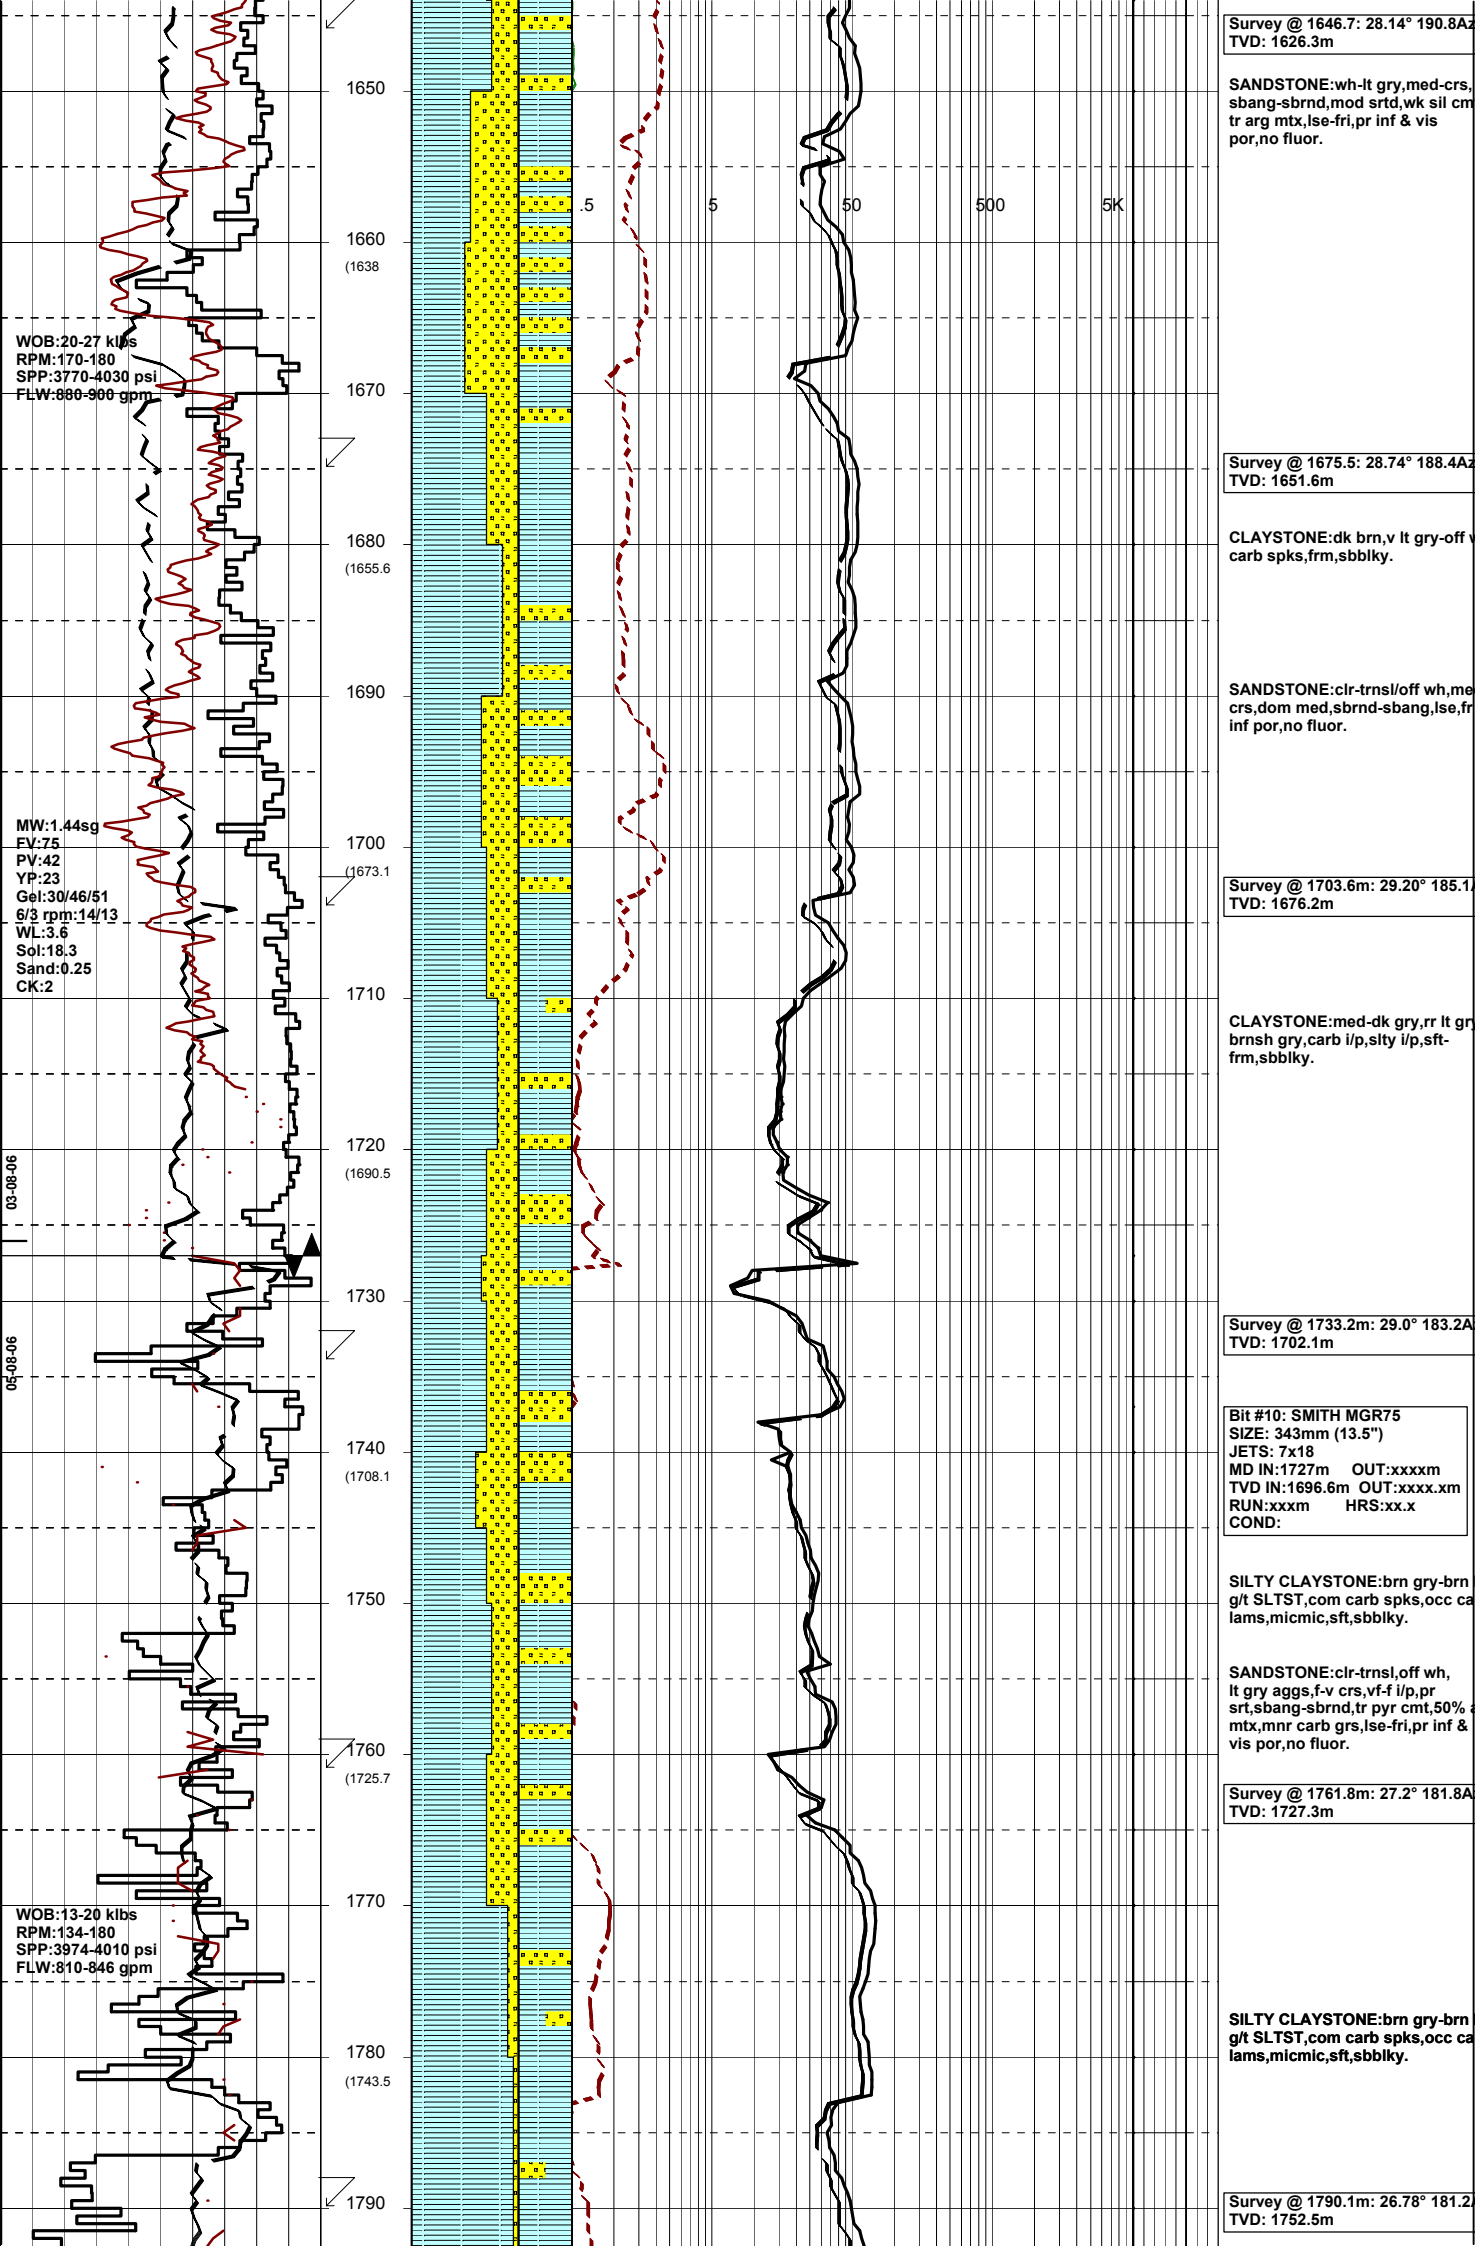 Survey @ 1646.7: 28.14° 190.8Az
TVD: 1626.3m
1650
SANDSTONE:wh-lt gry,med-crs,
sbang-sbrnd,mod srtd,wk sil cm
tr arg mtx,lse-fri,pr inf & vis
por,no fluor.
.5 5 50 500 5K
1660
(1638
WOB:20-27 klbs
RPM:170-180
SPP:3770-4030 psi
FLW:880-900 gpm
1670
Survey @ 1675.5: 28.74° 188.4Az
TVD: 1651.6m
1680
(1655.6
CLAYSTONE:dk brn,v lt gry-off
carb spks,frm,sbblky.
1690
SANDSTONE:clr-trnsl/off wh,me
crs,dom med,sbrnd-sbang,lse,fr
inf por,no fluor.
MW:1.44sg
FV:75
PV:42
YP:23
Gel:30/46/51
6/3 rpm:14/13
WL:3.6
Sol:18.3
Sand:0.25
CK:2
1700
(1673.1
Survey @ 1703.6m: 29.20° 185.1
TVD: 1676.2m
1710
CLAYSTONE:med-dk gry,rr lt gry
brnsh gry,carb i/p,slty i/p,sft-
frm,sbblky.
1720
(1690.5
03-08-06
1730
Survey @ 1733.2m: 29.0° 183.2A
TVD: 1702.1m
05-08-06
Bit #10: SMITH MGR75
SIZE: 343mm (13.5")
JETS: 7x18
MD IN:1727m OUT:xxxxm
TVD IN:1696.6m OUT:xxxx.xm
RUN:xxxm HRS:xx.x
COND:
1740
(1708.1
1750
SILTY CLAYSTONE:brn gry-brn
g/t SLTST,com carb spks,occ ca
lams,micmic,sft,sbblky.
SANDSTONE:clr-trnsl,off wh,
lt gry aggs,f-v crs,vf-f i/p,pr
srt,sbang-sbrnd,tr pyr cmt,50%
mtx,mnr carb grs,lse-fri,pr inf &
vis por,no fluor.
1760
(1725.7
Survey @ 1761.8m: 27.2° 181.8A
TVD: 1727.3m
1770
WOB:13-20 klbs
RPM:134-180
SPP:3974-4010 psi
FLW:810-846 gpm
SILTY CLAYSTONE:brn gry-brn
g/t SLTST,com carb spks,occ ca
lams,micmic,sft,sbblky.
1780
(1743.5
1790
Survey @ 1790.1m: 26.78° 181.2
TVD: 1752.5m